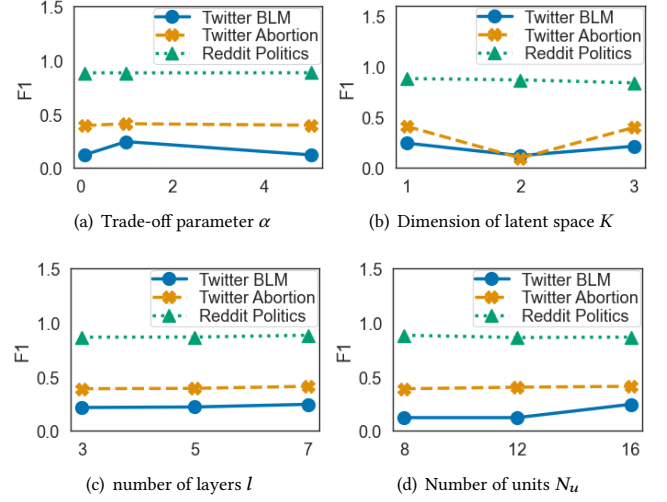 1.5
Twitter BLM
Twitter Abortion
Reddit Politics
1.0
F1
0.5
0.0
0 2 4
(a) Trade-off parameter α
1.5
Twitter BLM
Twitter Abortion
Reddit Politics
1.0
F1
0.5
0.0
1 2 3
(b) Dimension of latent space K
1.5
Twitter BLM
Twitter Abortion
Reddit Politics
1.0
F1
0.5
0.0
3 5 7
(c) number of layers l
1.5
Twitter BLM
Twitter Abortion
Reddit Politics
1.0
F1
0.5
0.0
8 12 16
(d) Number of units Nu